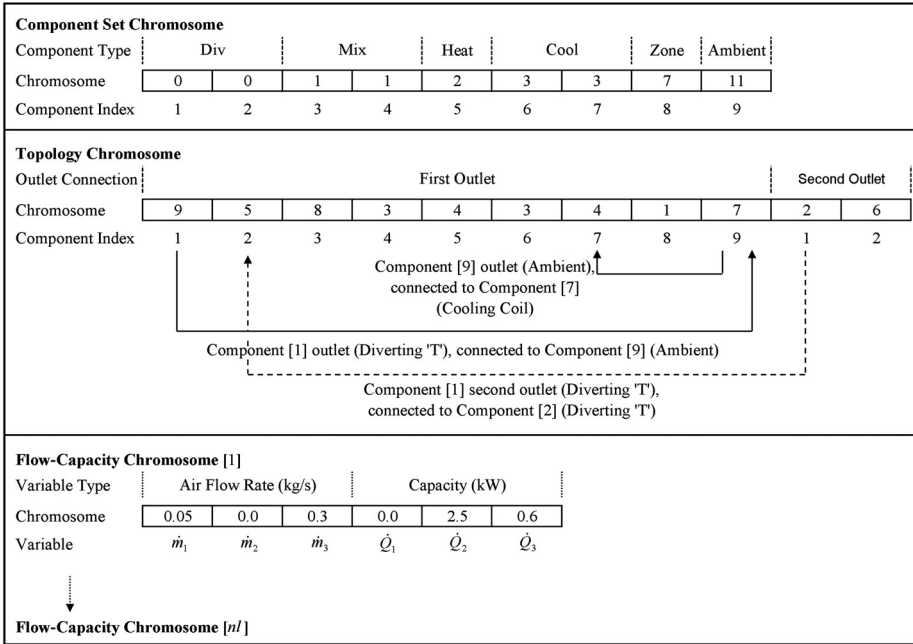 Component Set Chromosome
Component Type Div Mix Heat Cool Zone Ambient
Chromosome 0 0 1 1 2 3 3 7 11
Component Index 1 2 3 4 5 6 7 8 9
Topology Chromosome
Outlet Connection First Outlet Second Outlet
Chromosome 9 5 8 3 4 3 4 1 7 2 6
Component Index 1 2 3 4 5 6 7 8 9 1 2
Component [9] outlet (Ambient),
connected to Component [7]
(Cooling Coil)
Component [1] outlet (Diverting 'T'), connected to Component [9] (Ambient)
Component [1] second outlet (Diverting 'T'),
connected to Component [2] (Diverting 'T')
Flow-Capacity Chromosome [1]
Variable Type Air Flow Rate (kg/s) Capacity (kW)
Chromosome 0.05 0.0 0.3 0.0 2.5 0.6
Variable ṁ₁ ṁ₂ ṁ₃ Q̇₁ Q̇₂ Q̇₃
Flow-Capacity Chromosome [nl]